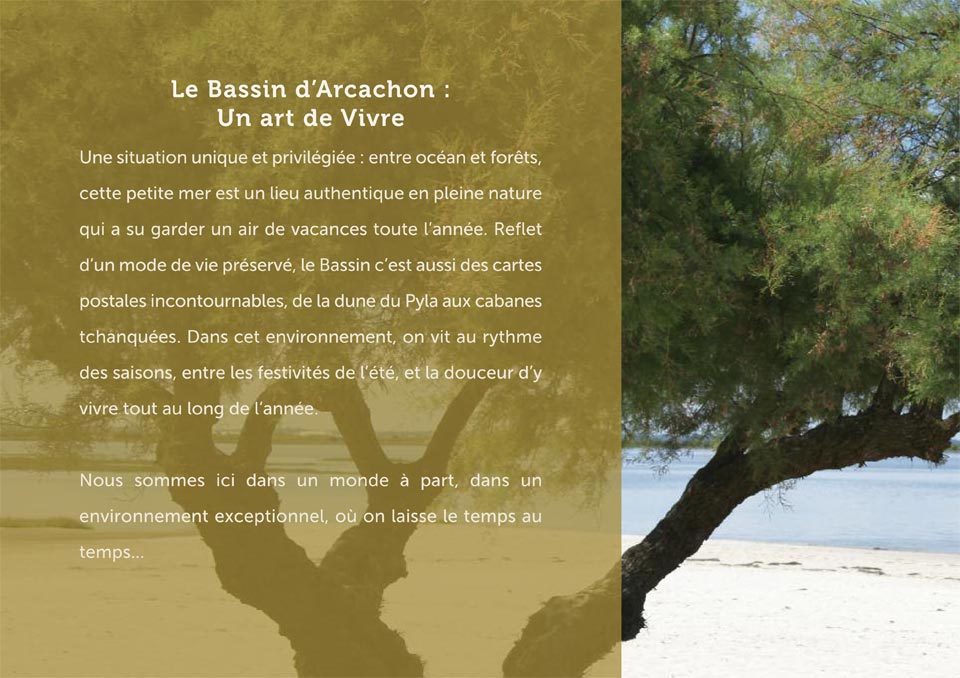 Le Bassin d’Arcachon :
Un art de Vivre
Une situation unique et privilégiée : entre océan et forêts,
cette petite mer est un lieu authentique en pleine nature
qui a su garder un air de vacances toute l’année. Reflet
d’un mode de vie préservé, le Bassin c’est aussi des cartes
postales incontournables, de la dune du Pyla aux cabanes
tchanquées. Dans cet environnement, on vit au rythme
des saisons, entre les festivités de l’été, et la douceur d’y
vivre tout au long de l’année.
Nous sommes ici dans un monde à part, dans un
environnement exceptionnel, où on laisse le temps au
temps...